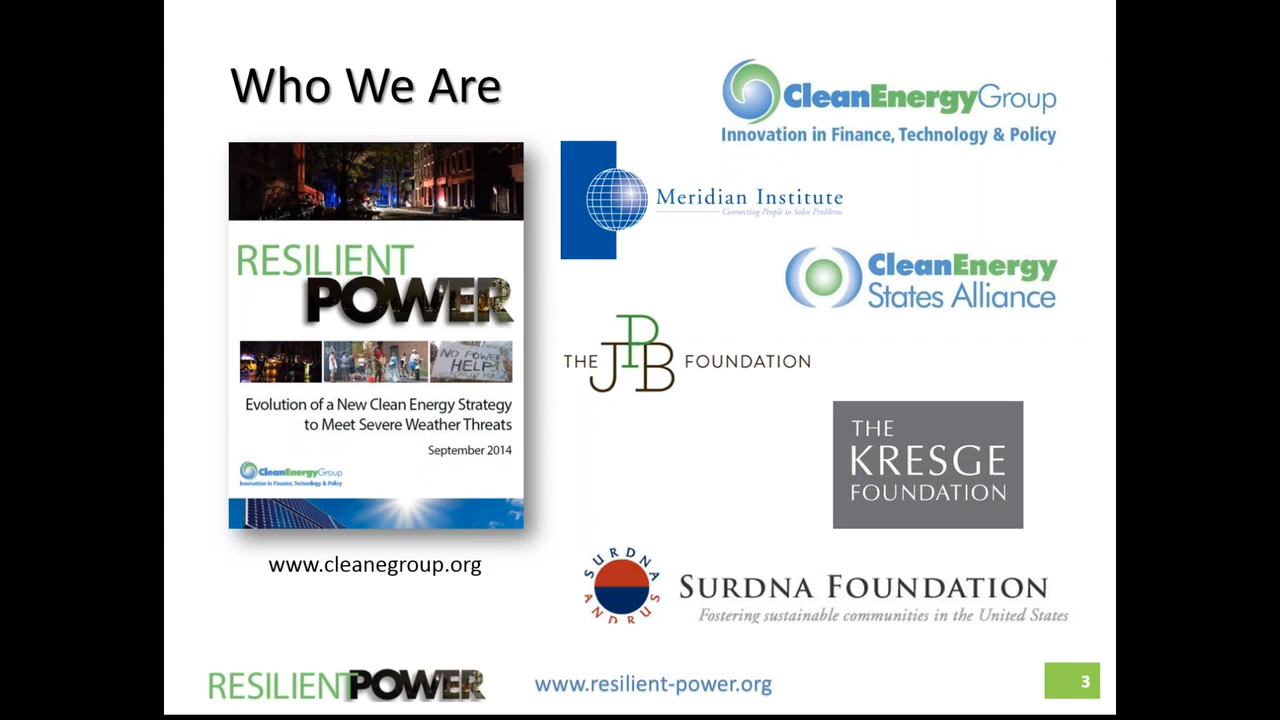 Who We Are
CleanEnergyGroup
Innovation in Finance, Technology & Policy
Meridian Institute
Connecting People to Solve Problems
RESILIENT
POWER
NO POWER
HELP
Evolution of a New Clean Energy Strategy
to Meet Severe Weather Threats
September 2014
CleanEnergyGroup
Innovation in Finance, Technology & Policy
www.cleanegroup.org
CleanEnergy
States Alliance
THE JPB FOUNDATION
THE
KRESGE
FOUNDATION
SURDNA
ANDRUS
SURDNA FOUNDATION
Fostering sustainable communities in the United States
RESILIENTPOWER
www.resilient-power.org
3